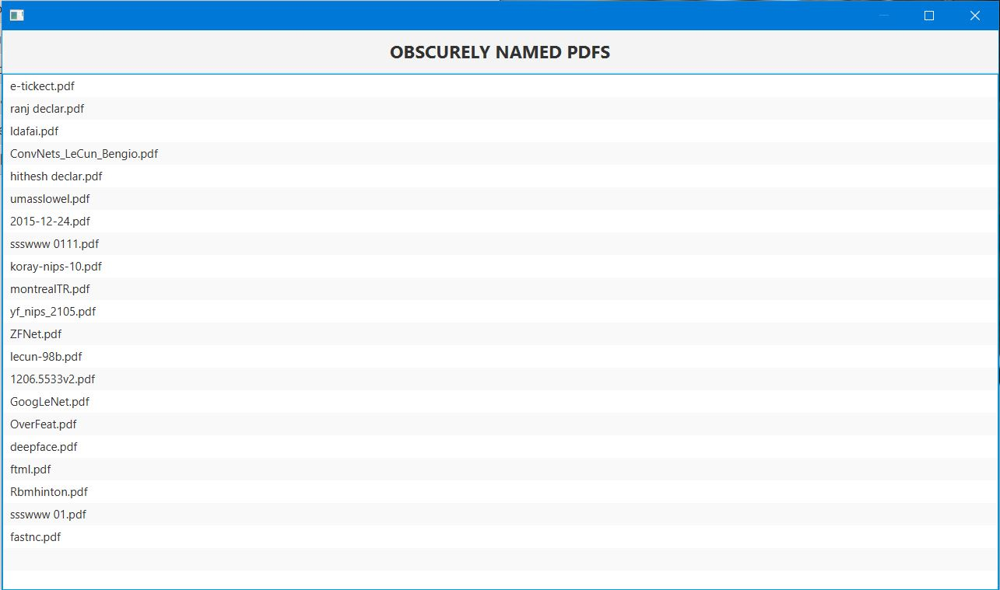 OBSCURELY NAMED PDFS
e-tickect.pdf
ranj declar.pdf
ldafai.pdf
ConvNets_LeCun_Bengio.pdf
hithesh declar.pdf
umasslowel.pdf
2015-12-24.pdf
ssswww 0111.pdf
koray-nips-10.pdf
montrealTR.pdf
yf_nips_2105.pdf
ZFNet.pdf
lecun-98b.pdf
1206.5533v2.pdf
GoogLeNet.pdf
OverFeat.pdf
deepface.pdf
ftml.pdf
Rbmhinton.pdf
ssswww 01.pdf
fastnc.pdf